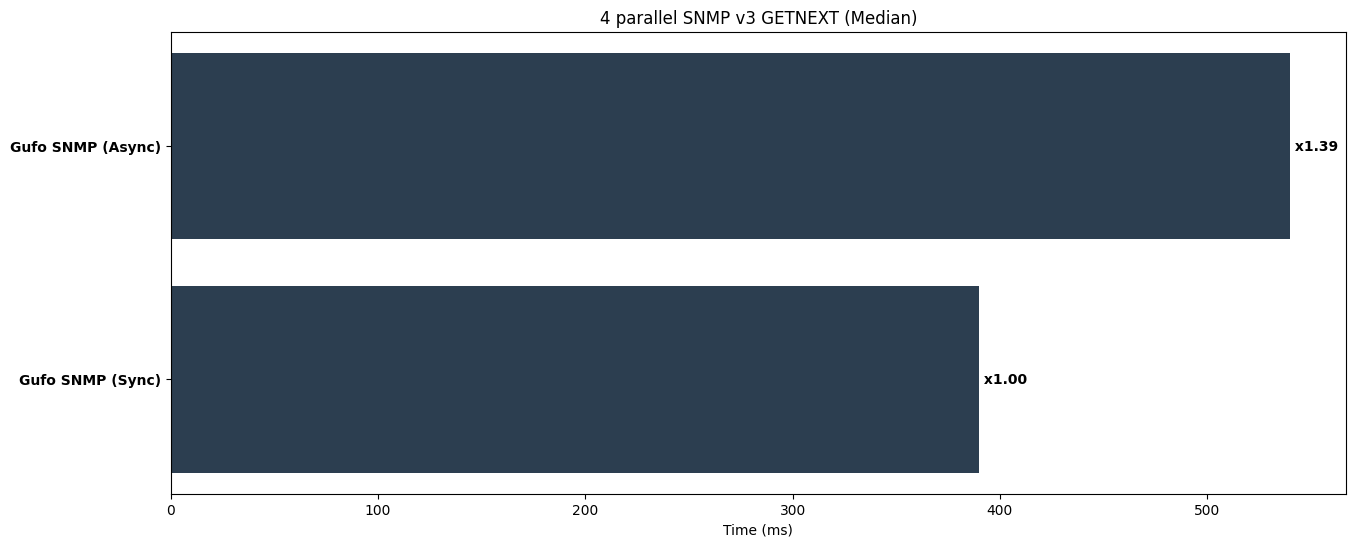 4 parallel SNMP v3 GETNEXT (Median)
Gufo SNMP (Async)
x1.39
Gufo SNMP (Sync)
x1.00
0 100 200 300 400 500
Time (ms)